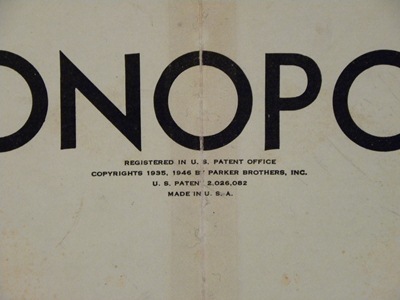 ONOPO
REGISTERED IN U. S. PATENT OFFICE
COPYRIGHTS 1935, 1946 BY PARKER BROTHERS, INC.
U. S. PATENT 2,026,082
MADE IN U. S. A.